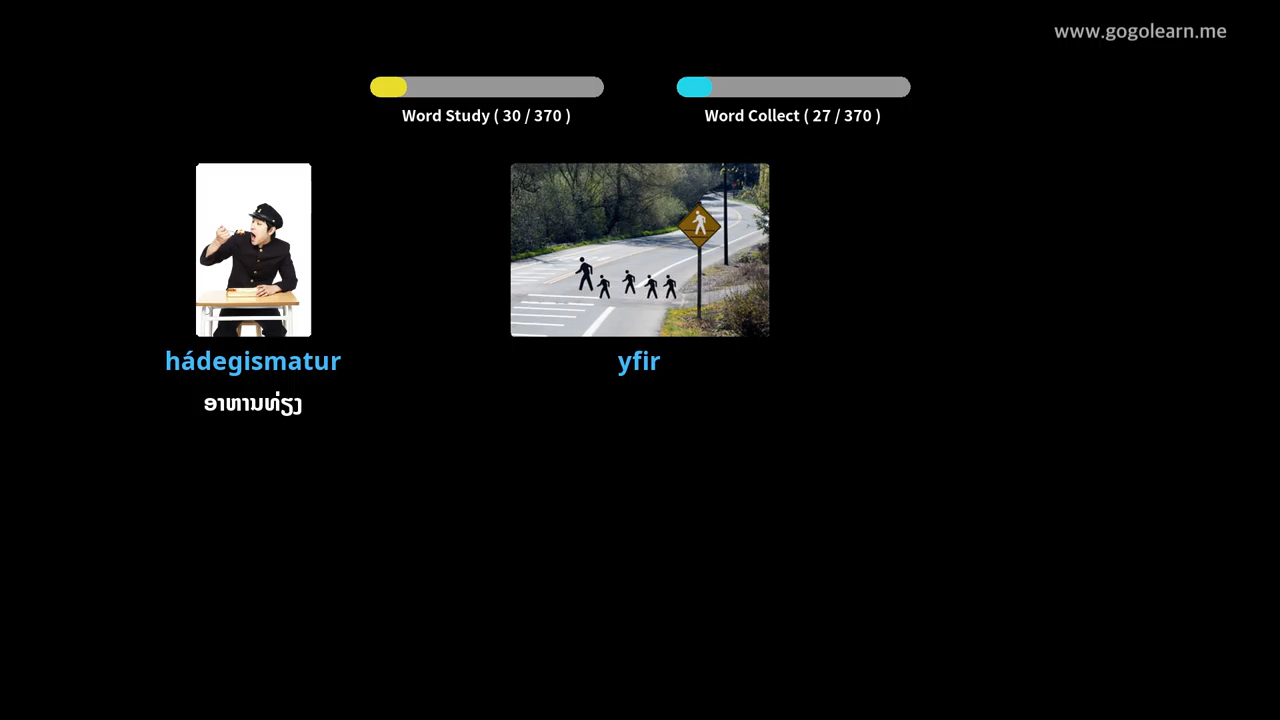 www.gogolearn.me
Word Study ( 30 / 370 )
Word Collect ( 27 / 370 )
hádegismatur
yfir
ອາຫານທ່ຽງ